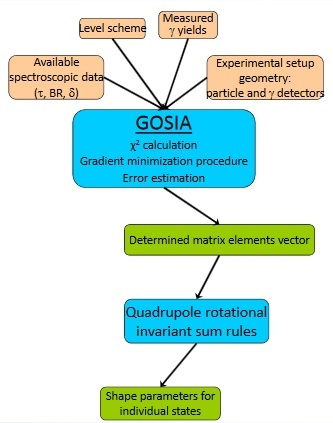 Level scheme
Measured
γ yields
Available
spectroscopic data
(τ, BR, δ)
Experimental setup
geometry:
particle and γ detectors
GOSIA
χ² calculation
Gradient minimization procedure
Error estimation
Determined matrix elements vector
Quadrupole rotational
invariant sum rules
Shape parameters for
individual states